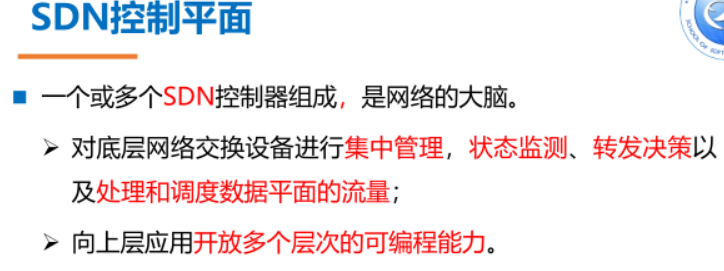 SDN控制平面
一个或多个SDN控制器组成，是网络的大脑。
对底层网络交换设备进行集中管理，状态监测、转发决策以
及处理和调度数据平面的流量；
向上层应用开放多个层次的可编程能力。